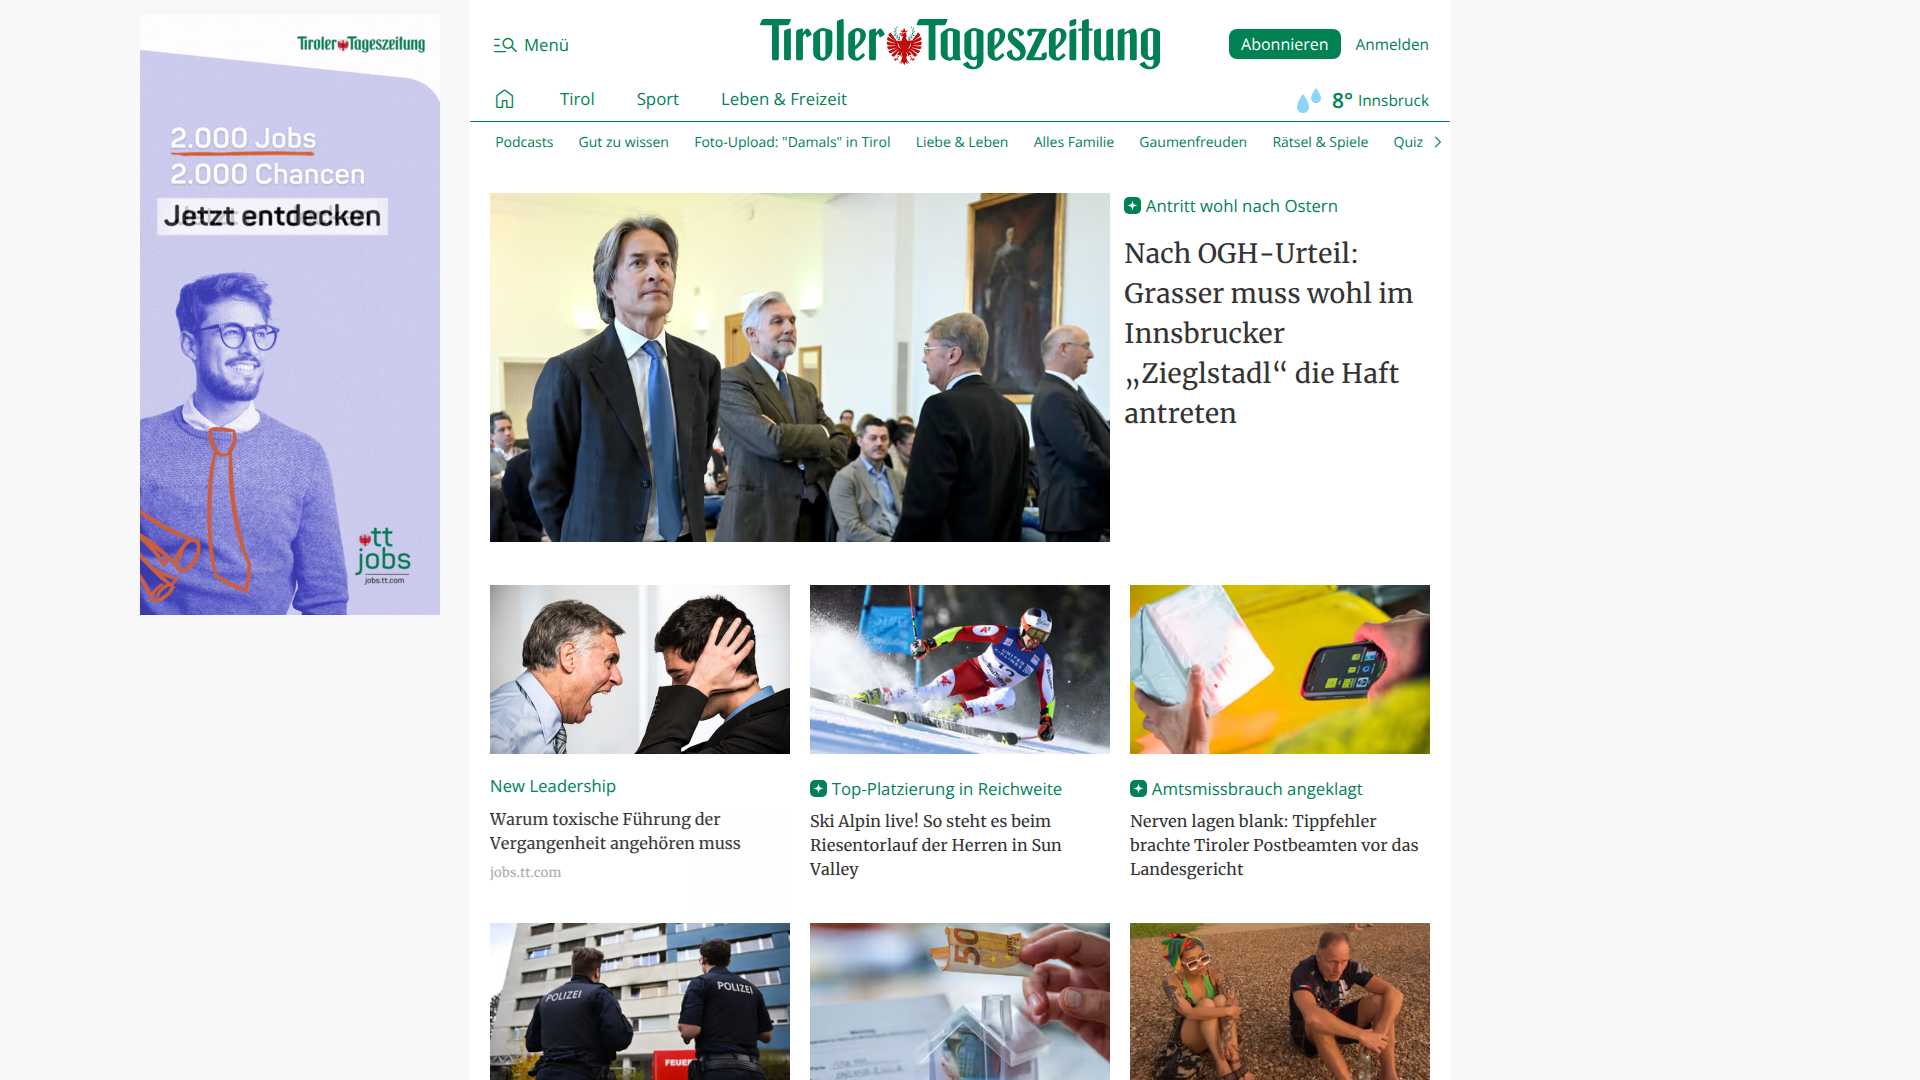 Tiroler Tageszeitung
2.000 Jobs
2.000 Chancen
Jetzt entdecken
tt
jobs
jobs.tt.com
Menü
Tiroler Tageszeitung
Abonnieren
Anmelden
Tirol
Sport
Leben & Freizeit
8° Innsbruck
Podcasts
Gut zu wissen
Foto-Upload: "Damals" in Tirol
Liebe & Leben
Alles Familie
Gaumenfreuden
Rätsel & Spiele
Quiz
Antritt wohl nach Ostern
Nach OGH-Urteil:
Grasser muss wohl im
Innsbrucker
„Zieglstadl“ die Haft
antreten
New Leadership
Warum toxische Führung der
Vergangenheit angehören muss
jobs.tt.com
Top-Platzierung in Reichweite
Ski Alpin live! So steht es beim
Riesentorlauf der Herren in Sun
Valley
Amtsmissbrauch angeklagt
Nerven lagen blank: Tippfehler
brachte Tiroler Postbeamten vor das
Landesgericht
POLIZEI
POLIZEI
FEUER
50